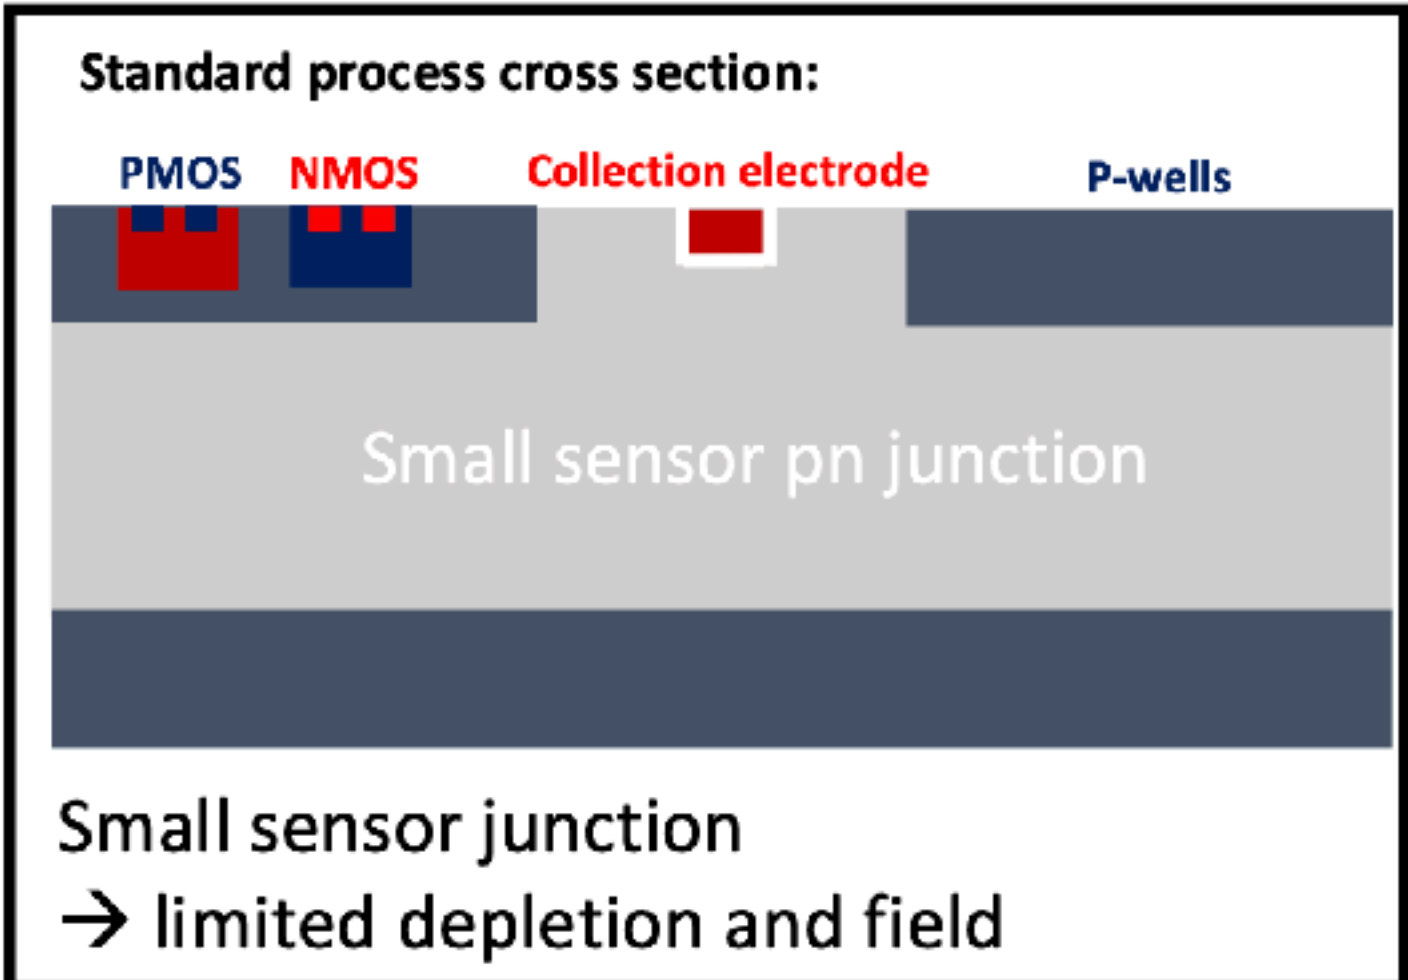 Standard process cross section:
PMOS NMOS Collection electrode P-wells
Small sensor pn junction
Small sensor junction
→ limited depletion and field